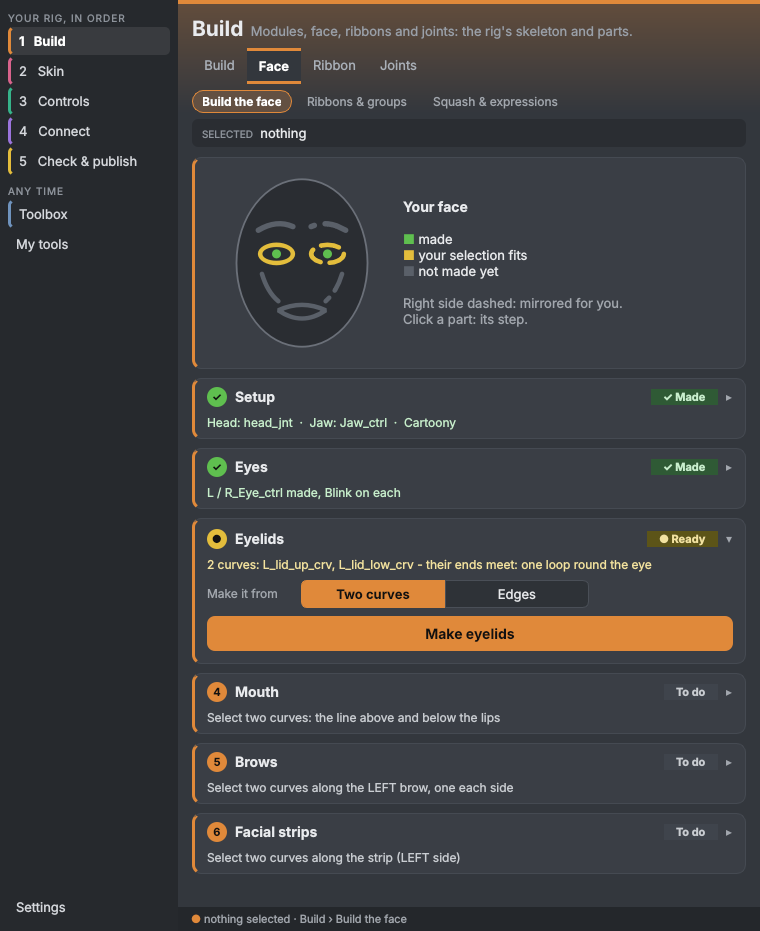 YOUR RIG, IN ORDER
1 Build
2 Skin
3 Controls
4 Connect
5 Check & publish
ANY TIME
Toolbox
My tools
Settings
Build Modules, face, ribbons and joints: the rig's skeleton and parts.
Build Face Ribbon Joints
Build the face Ribbons & groups Squash & expressions
SELECTED nothing
Your face
made
your selection fits
not made yet
Right side dashed: mirrored for you.
Click a part: its step.
✓ Setup ✓ Made ▸
Head: head_jnt · Jaw: Jaw_ctrl · Cartoony
✓ Eyes ✓ Made ▸
L / R_Eye_ctrl made, Blink on each
● Eyelids ● Ready ▾
2 curves: L_lid_up_crv, L_lid_low_crv - their ends meet: one loop round the eye
Make it from Two curves Edges
Make eyelids
4 Mouth To do ▸
Select two curves: the line above and below the lips
5 Brows To do ▸
Select two curves along the LEFT brow, one each side
6 Facial strips To do ▸
Select two curves along the strip (LEFT side)
● nothing selected · Build › Build the face